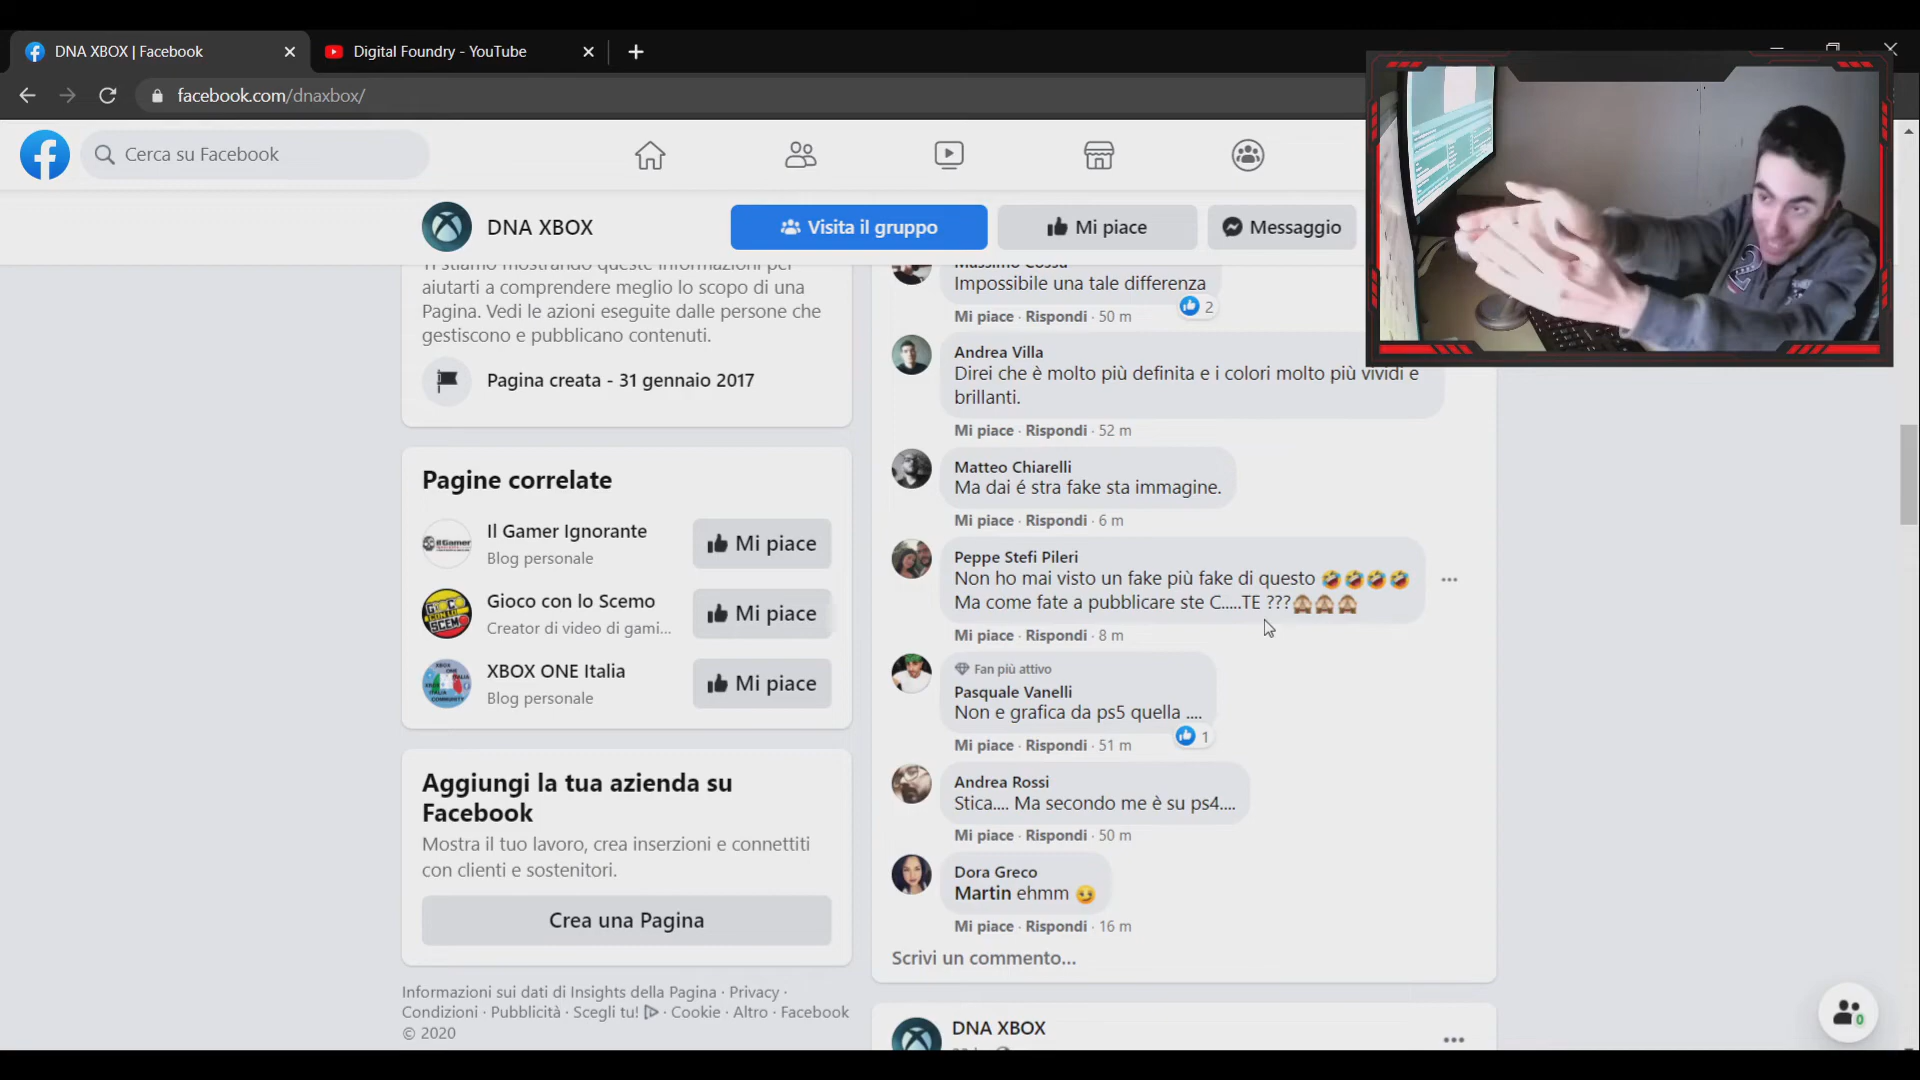 DNA XBOX | Facebook
Digital Foundry - YouTube
facebook.com/dnaxbox/
Cerca su Facebook
DNA XBOX
Visita il gruppo
Mi piace
Messaggio
Ti stiamo mostrando queste informazioni per
aiutarti a comprendere meglio lo scopo di una
Pagina. Vedi le azioni eseguite dalle persone che
gestiscono e pubblicano contenuti.
Pagina creata - 31 gennaio 2017
Pagine correlate
Il Gamer Ignorante
Blog personale
Mi piace
Gioco con lo Scemo
Creator di video di gami...
Mi piace
XBOX ONE Italia
Blog personale
Mi piace
Aggiungi la tua azienda su
Facebook
Mostra il tuo lavoro, crea inserzioni e connettiti
con clienti e sostenitori.
Crea una Pagina
Informazioni sui dati di Insights della Pagina · Privacy ·
Condizioni · Pubblicità · Scegli tu! · Cookie · Altro · Facebook
© 2020
Massimo Cossu
Impossibile una tale differenza
2
Mi piace · Rispondi · 50 m
Andrea Villa
Direi che è molto più definita e i colori molto più vividi e
brillanti.
Mi piace · Rispondi · 52 m
Matteo Chiarelli
Ma dai é stra fake sta immagine.
Mi piace · Rispondi · 6 m
Peppe Stefi Pileri
Non ho mai visto un fake più fake di questo 🤣🤣🤣🤣
Ma come fate a pubblicare ste C.....TE ???🙈🙈🙈
Mi piace · Rispondi · 8 m
Fan più attivo
Pasquale Vanelli
Non e grafica da ps5 quella ....
1
Mi piace · Rispondi · 51 m
Andrea Rossi
Stica.... Ma secondo me è su ps4....
Mi piace · Rispondi · 50 m
Dora Greco
Martin ehmm 🤣
Mi piace · Rispondi · 16 m
Scrivi un commento...
DNA XBOX
0